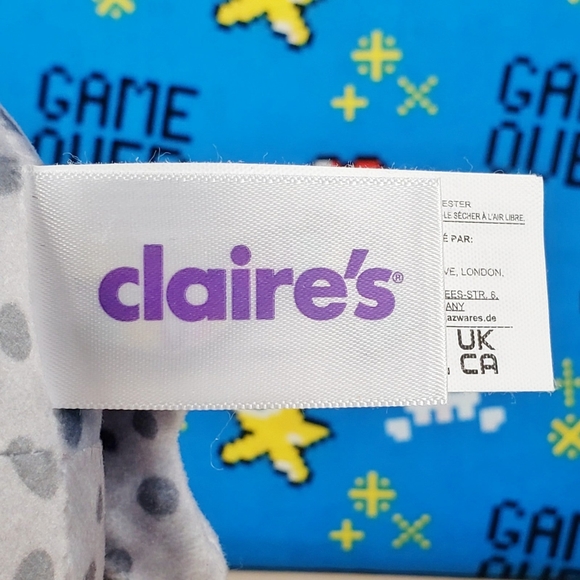 GAME
OVER
GA
OVE
claire's®
ESTER
LE SÉCHER À L'AIR LIBRE.
É PAR:
VE, LONDON,
EES-STR. 6,
ANY
azwares.de
UK
CA
GAM
OVE